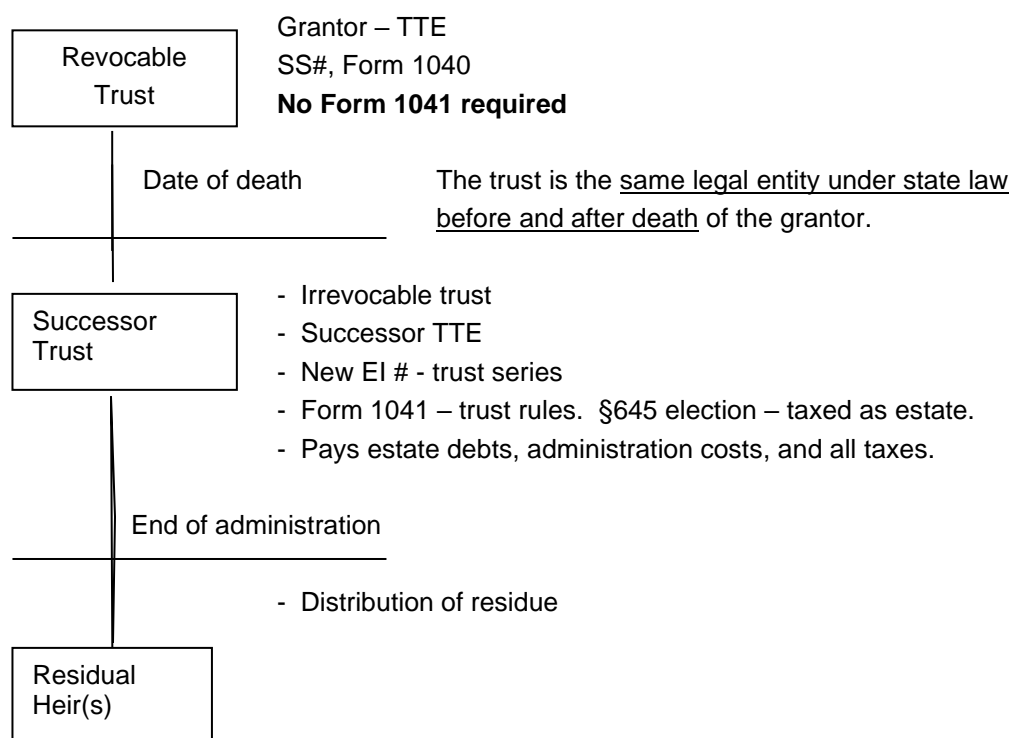 Revocable
Trust
Grantor – TTE
SS#, Form 1040
No Form 1041 required
Date of death
The trust is the same legal entity under state law
before and after death of the grantor.
Successor
Trust
- Irrevocable trust
- Successor TTE
- New EI # - trust series
- Form 1041 – trust rules. §645 election – taxed as estate.
- Pays estate debts, administration costs, and all taxes.
End of administration
- Distribution of residue
Residual
Heir(s)